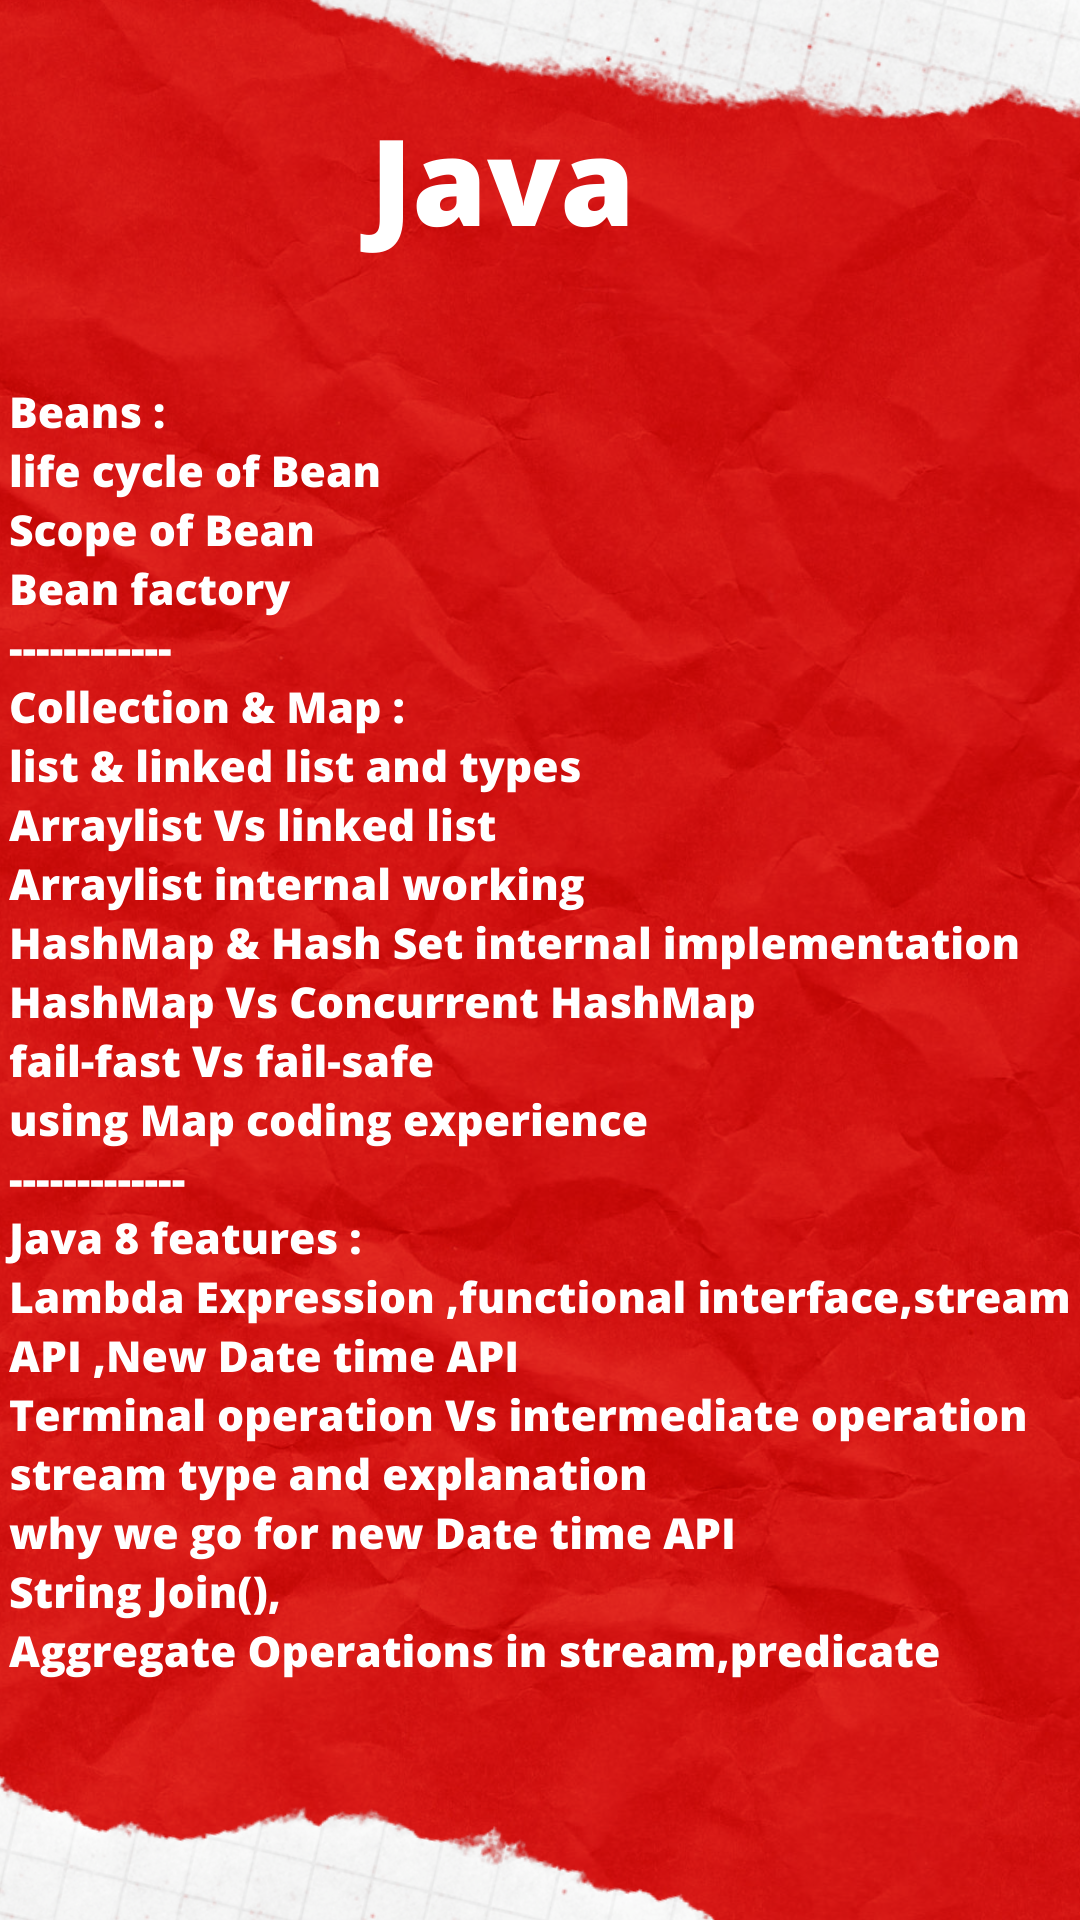 Java
Beans :
life cycle of Bean
Scope of Bean
Bean factory
------------
Collection & Map :
list & linked list and types
Arraylist Vs linked list
Arraylist internal working
HashMap & Hash Set internal implementation
HashMap Vs Concurrent HashMap
fail-fast Vs fail-safe
using Map coding experience
-------------
Java 8 features :
Lambda Expression ,functional interface,stream
API ,New Date time API
Terminal operation Vs intermediate operation
stream type and explanation
why we go for new Date time API
String Join(),
Aggregate Operations in stream,predicate